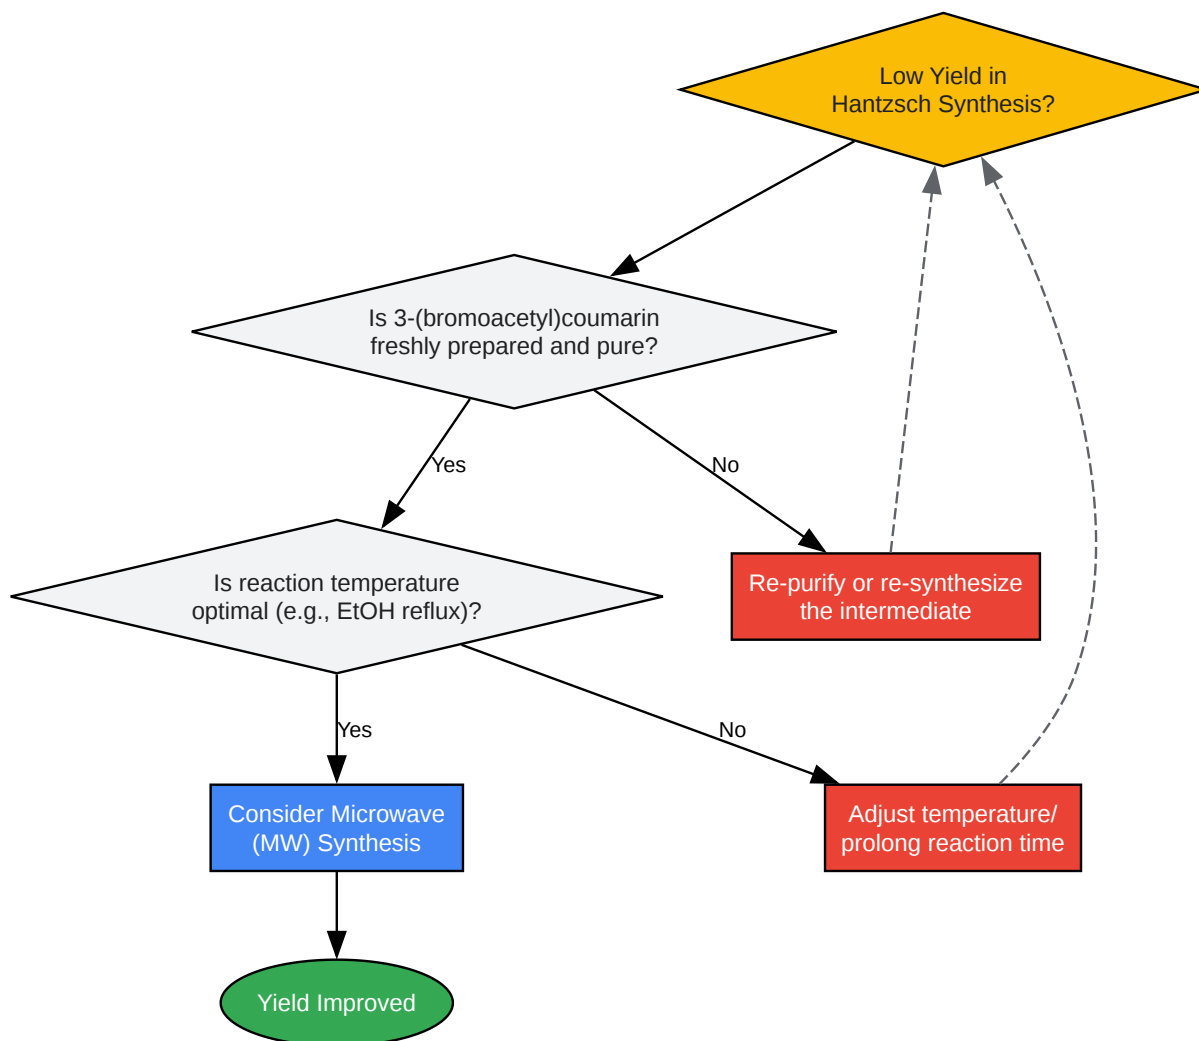 Low Yield in
Hantzsch Synthesis?
Is 3-(bromoacetyl)coumarin
freshly prepared and pure?
Yes
No
Is reaction temperature
optimal (e.g., EtOH reflux)?
Re-purify or re-synthesize
the intermediate
Yes
No
Consider Microwave
(MW) Synthesis
Adjust temperature/
prolong reaction time
Yield Improved